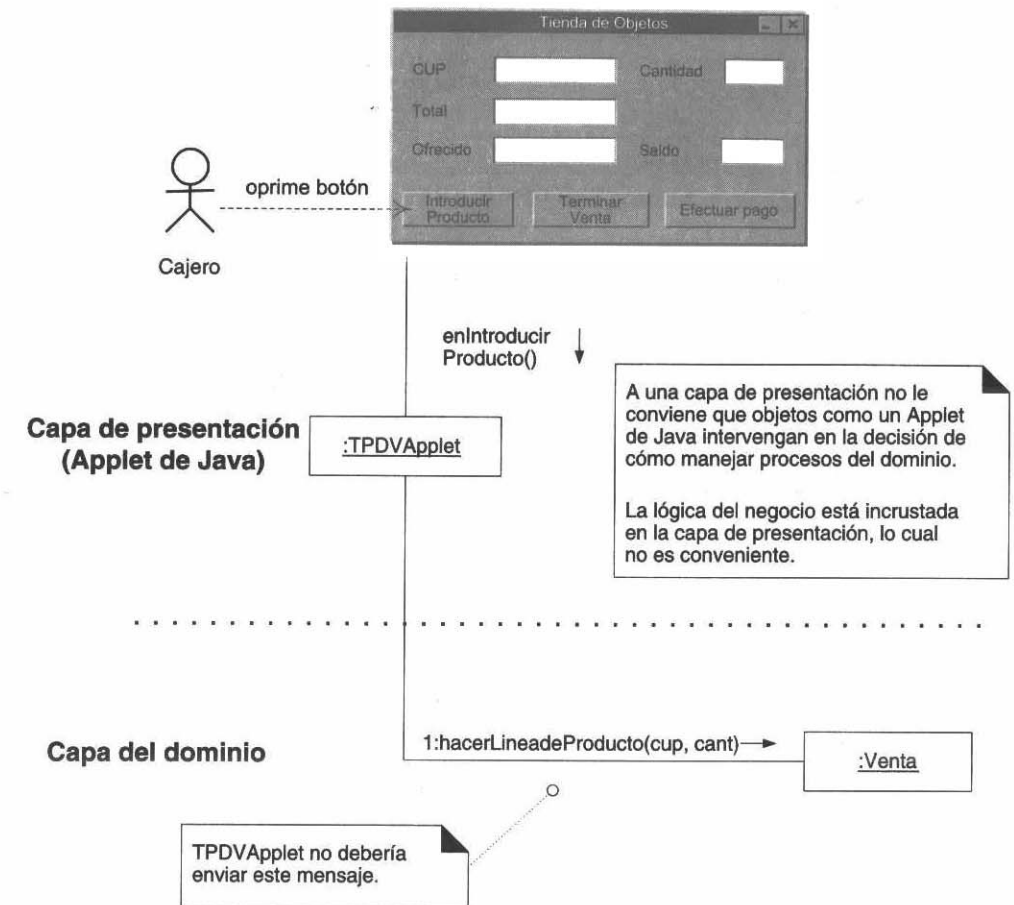 Tienda de Objetos
CUP
Cantidad
Total
Ofrecido
Saldo
Introducir
Producto
Terminar
Venta
Efectuar pago
oprime botón
Cajero
enIntroducir
Producto()
Capa de presentación
(Applet de Java)
:TPDVApplet
A una capa de presentación no le
conviene que objetos como un Applet
de Java intervengan en la decisión de
cómo manejar procesos del dominio.
La lógica del negocio está incrustada
en la capa de presentación, lo cual
no es conveniente.
Capa del dominio
1:hacerLineadeProducto(cup, cant)
:Venta
TPDVApplet no debería
enviar este mensaje.